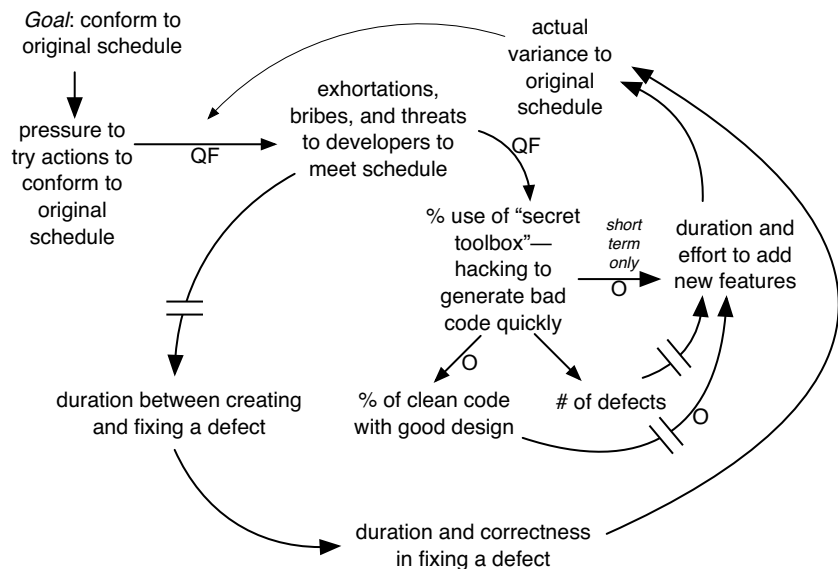 Goal: conform to
original schedule
actual
variance to
original
schedule
exhortations,
bribes, and threats
to developers to
meet schedule
pressure to
try actions to
conform to
original
schedule
QF
QF
% use of “secret
toolbox”—
hacking to
generate bad
code quickly
short
term
only
O
duration and
effort to add
new features
O
duration between creating
and fixing a defect
% of clean code
with good design
# of defects
O
duration and correctness
in fixing a defect